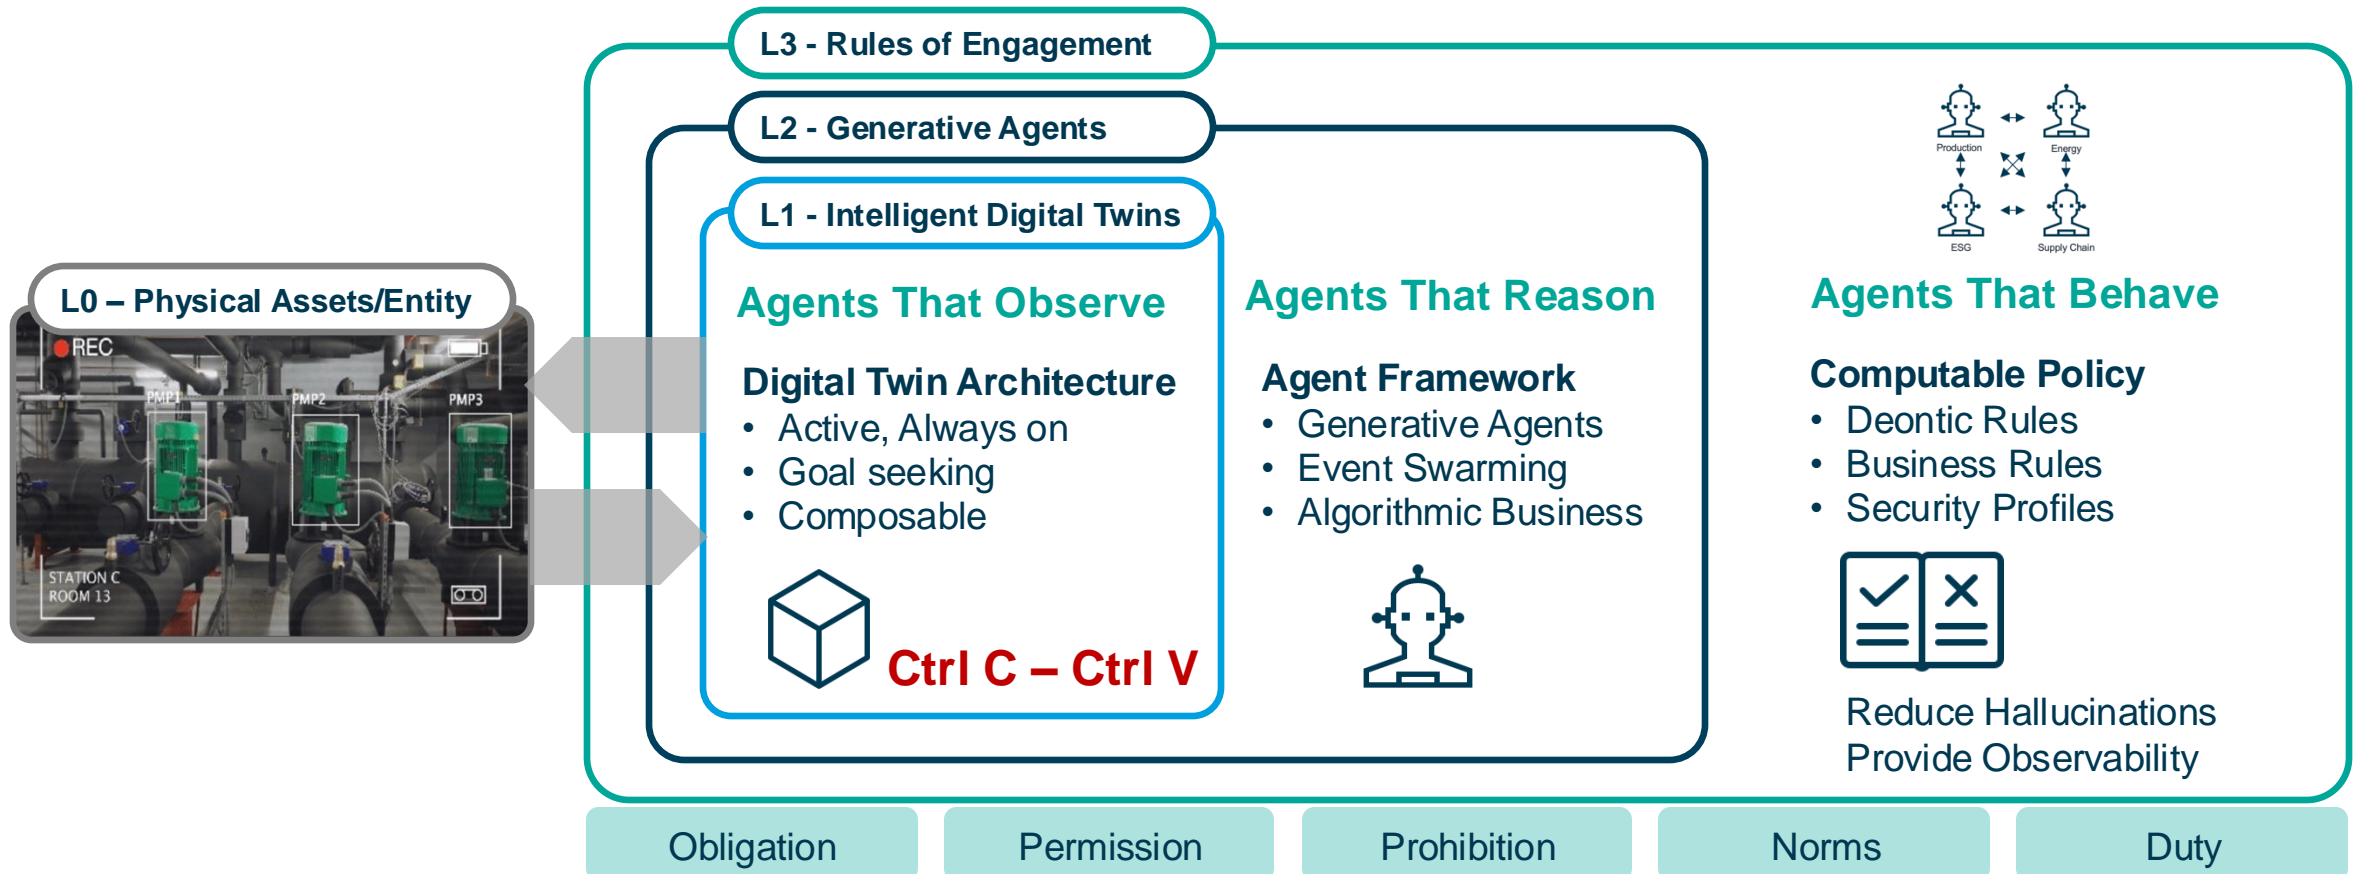 L3 - Rules of Engagement
L2 - Generative Agents
L1 - Intelligent Digital Twins
L0 – Physical Assets/Entity
REC
PMP1
PMP2
PMP3
STATION C
ROOM 13
Agents That Observe
Digital Twin Architecture
• Active, Always on
• Goal seeking
• Composable
Ctrl C – Ctrl V
Agents That Reason
Agent Framework
• Generative Agents
• Event Swarming
• Algorithmic Business
Production
Energy
ESG
Supply Chain
Agents That Behave
Computable Policy
• Deontic Rules
• Business Rules
• Security Profiles
Reduce Hallucinations
Provide Observability
Obligation
Permission
Prohibition
Norms
Duty